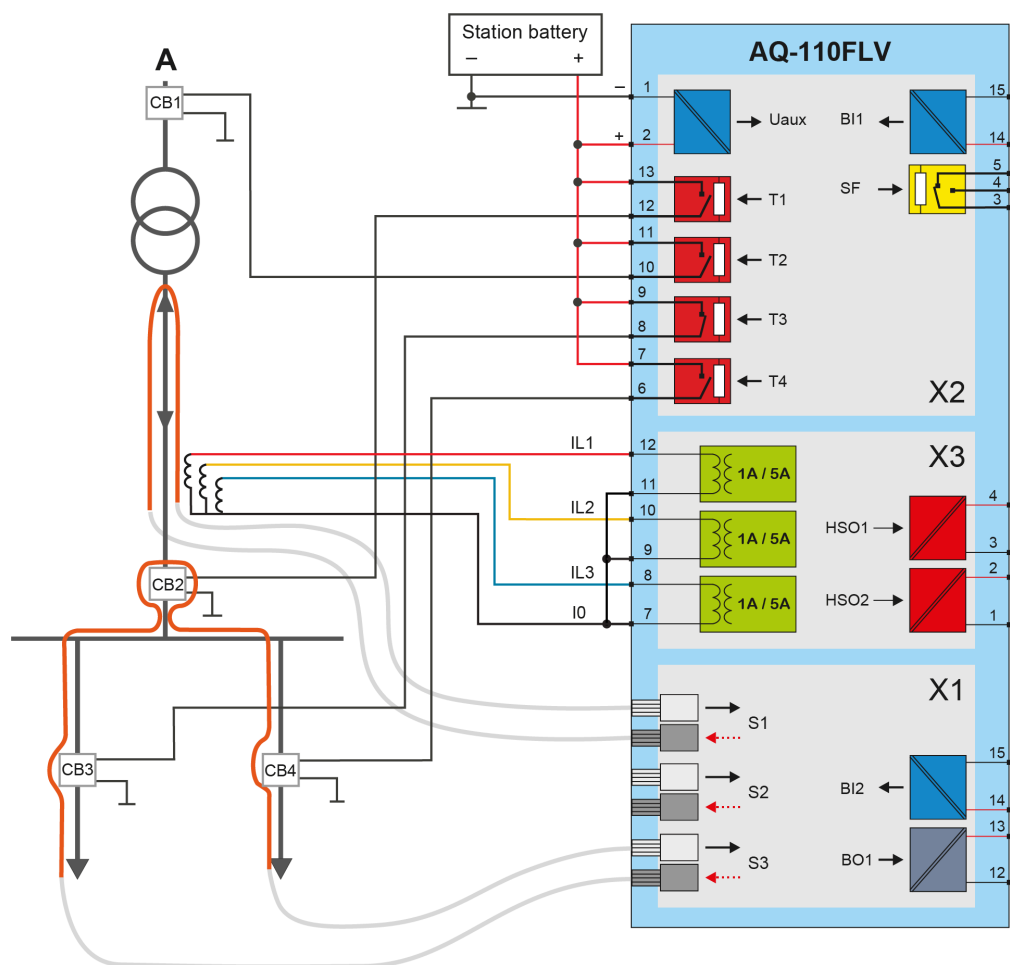 Station battery
– +
AQ-110FLV
A
CB1
– 1
Uaux
BI1
15
+ 2
14
13
T1
SF
5
4
3
12
11
T2
10
9
T3
8
7
T4
6
X2
IL1
12
1A / 5A
X3
11
IL2
10
1A / 5A
HSO1
4
3
9
IL3
8
1A / 5A
HSO2
2
1
I0
7
CB2
X1
S1
CB3
CB4
S2
BI2
15
14
S3
BO1
13
12